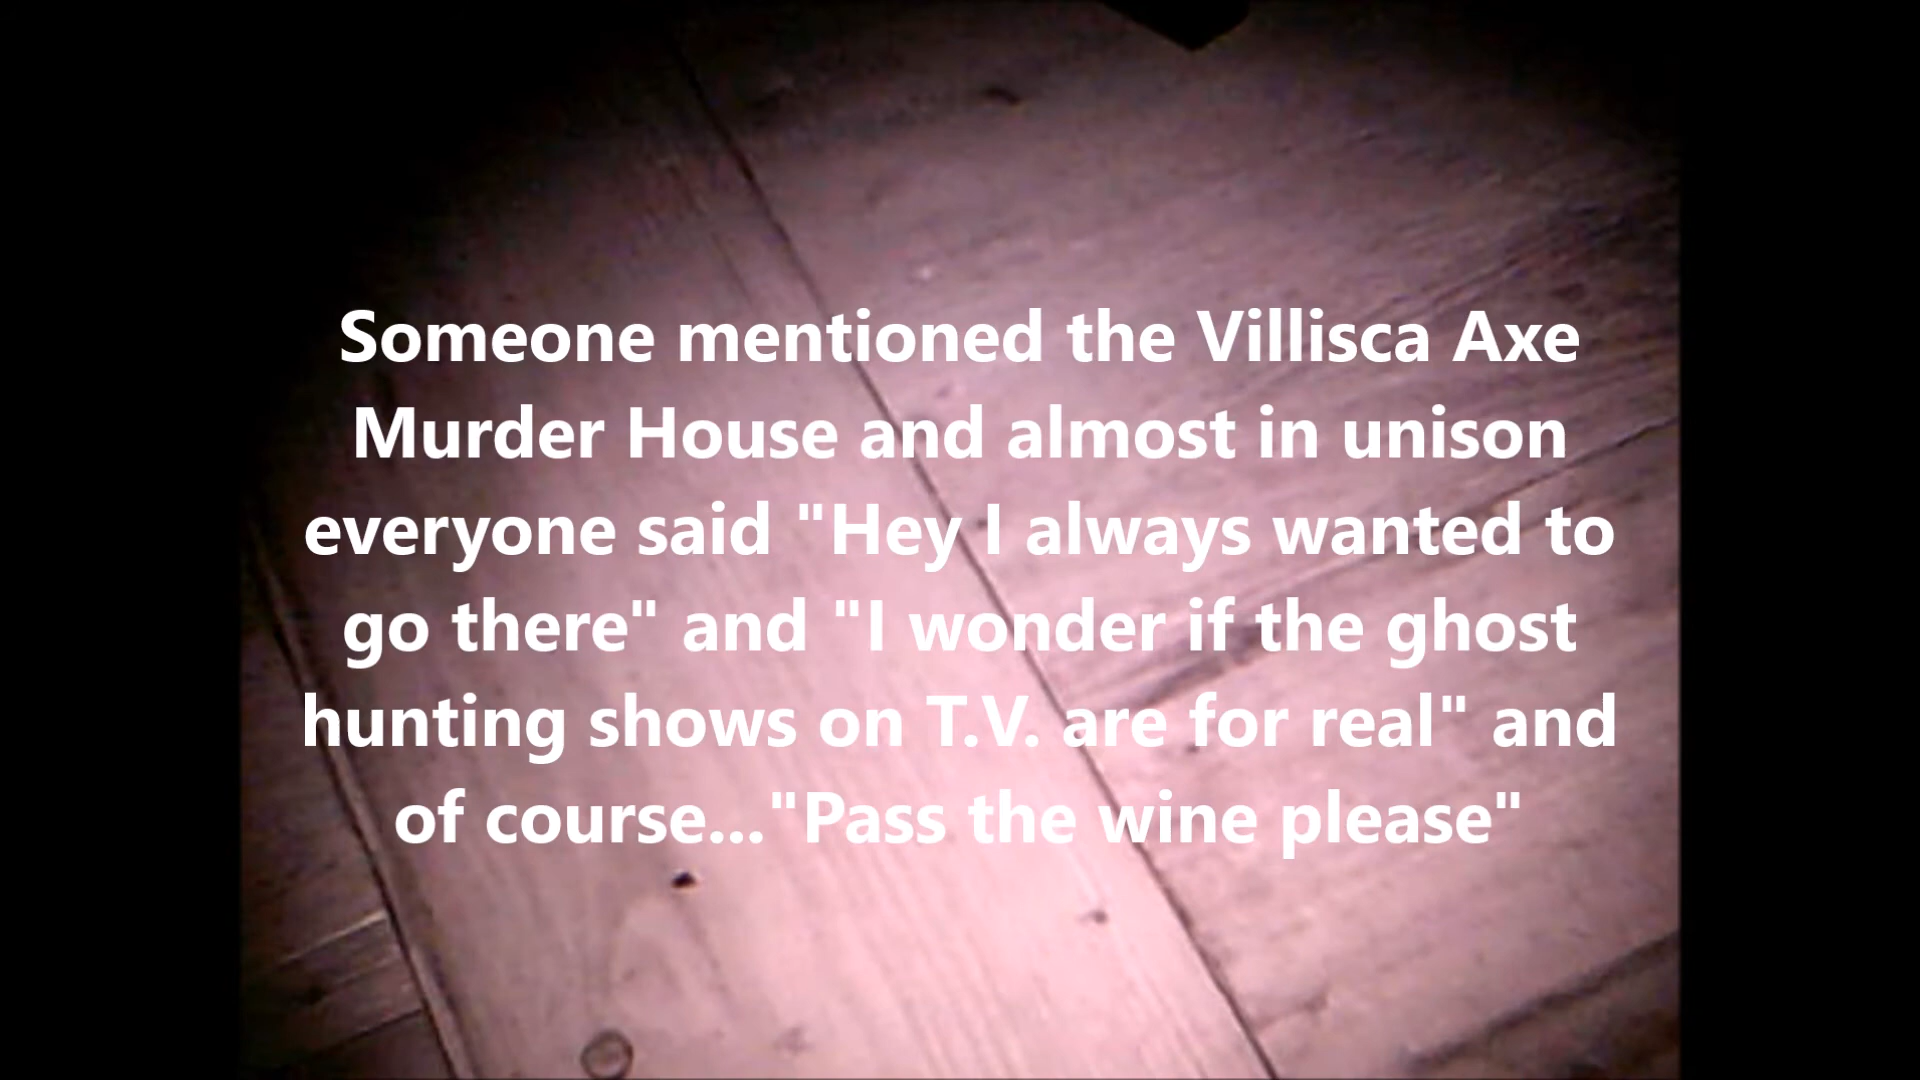 Someone mentioned the Villisca Axe
Murder House and almost in unison
everyone said "Hey I always wanted to
go there" and "I wonder if the ghost
hunting shows on T.V. are for real" and
of course..."Pass the wine please"